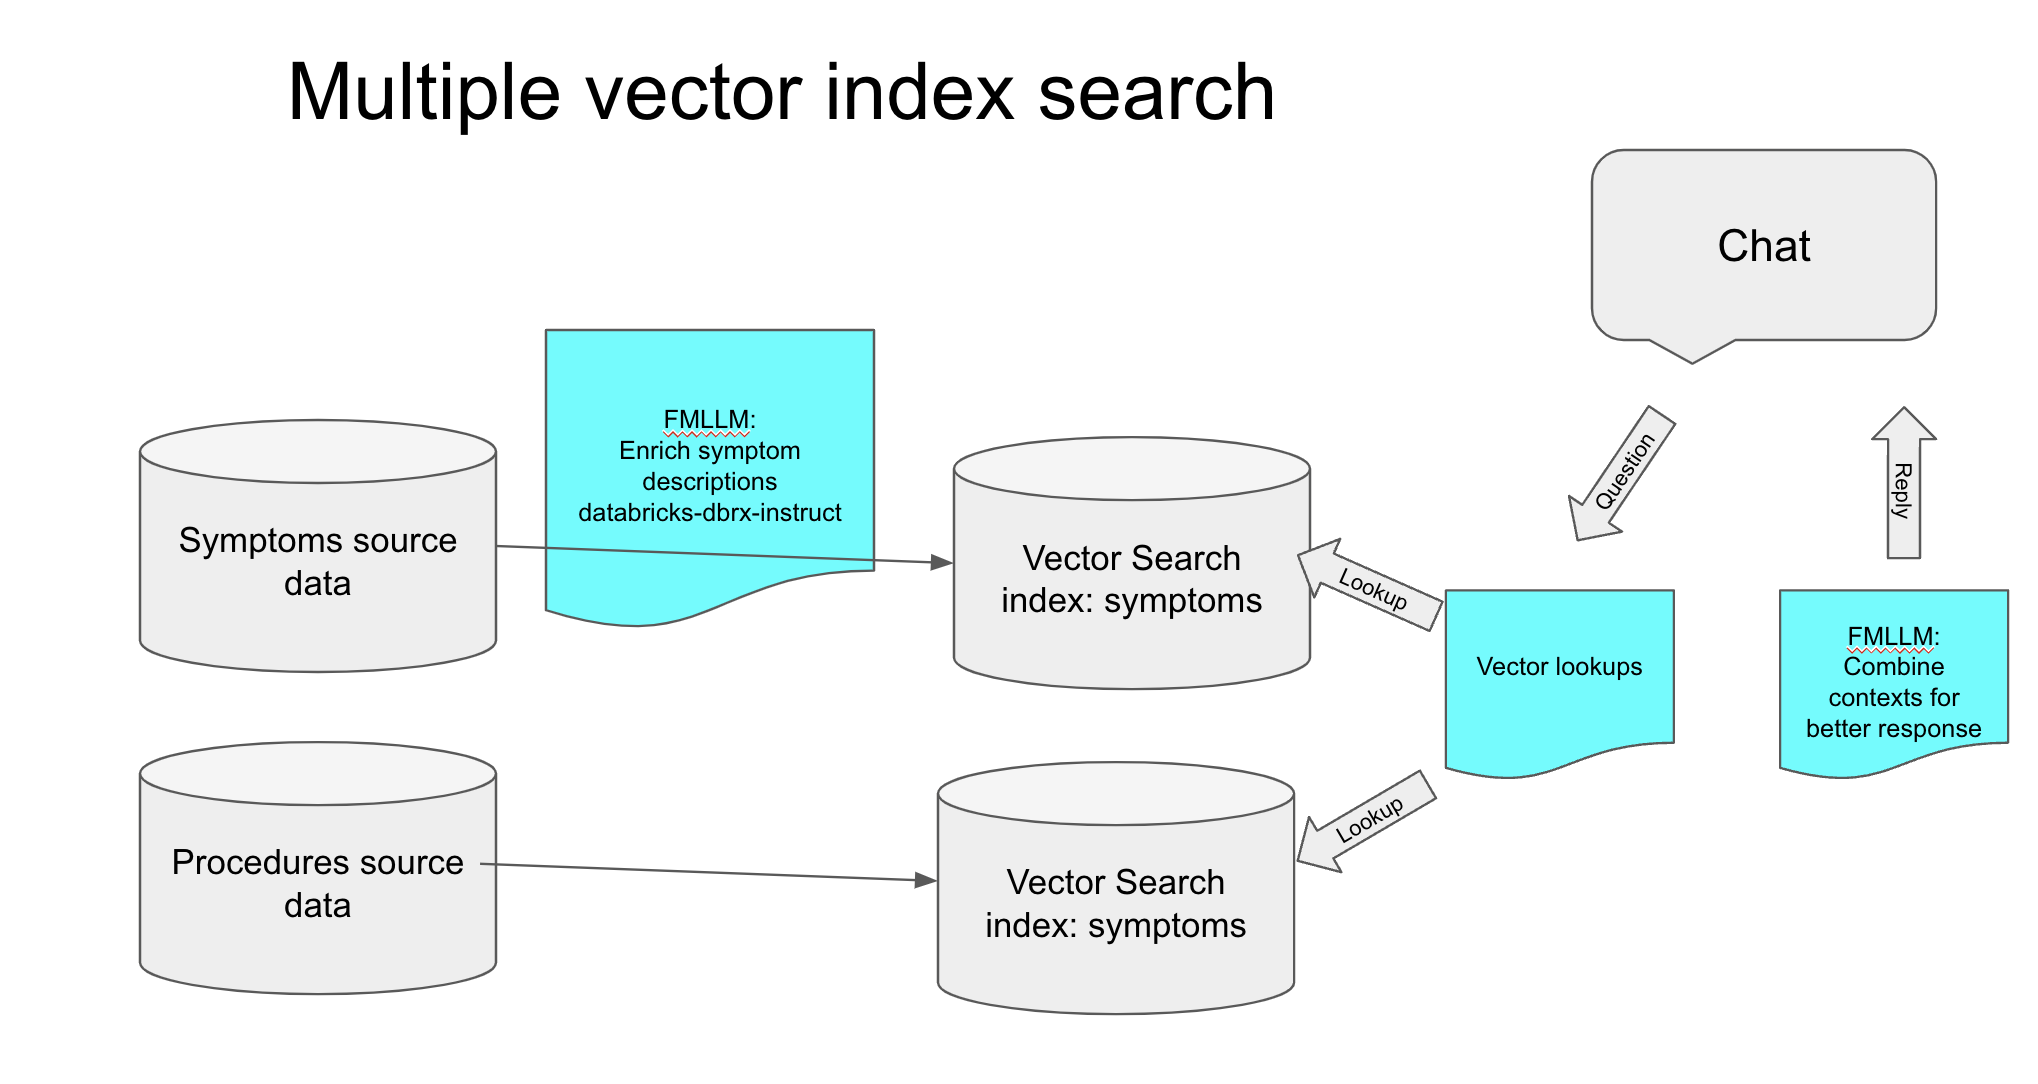 Multiple vector index search
Chat
FMLLM:
Enrich symptom
descriptions
databricks-dbrx-instruct
Symptoms source
data
Vector Search
index: symptoms
Question
Reply
Lookup
Vector lookups
FMLLM:
Combine
contexts for
better response
Procedures source
data
Vector Search
index: symptoms
Lookup